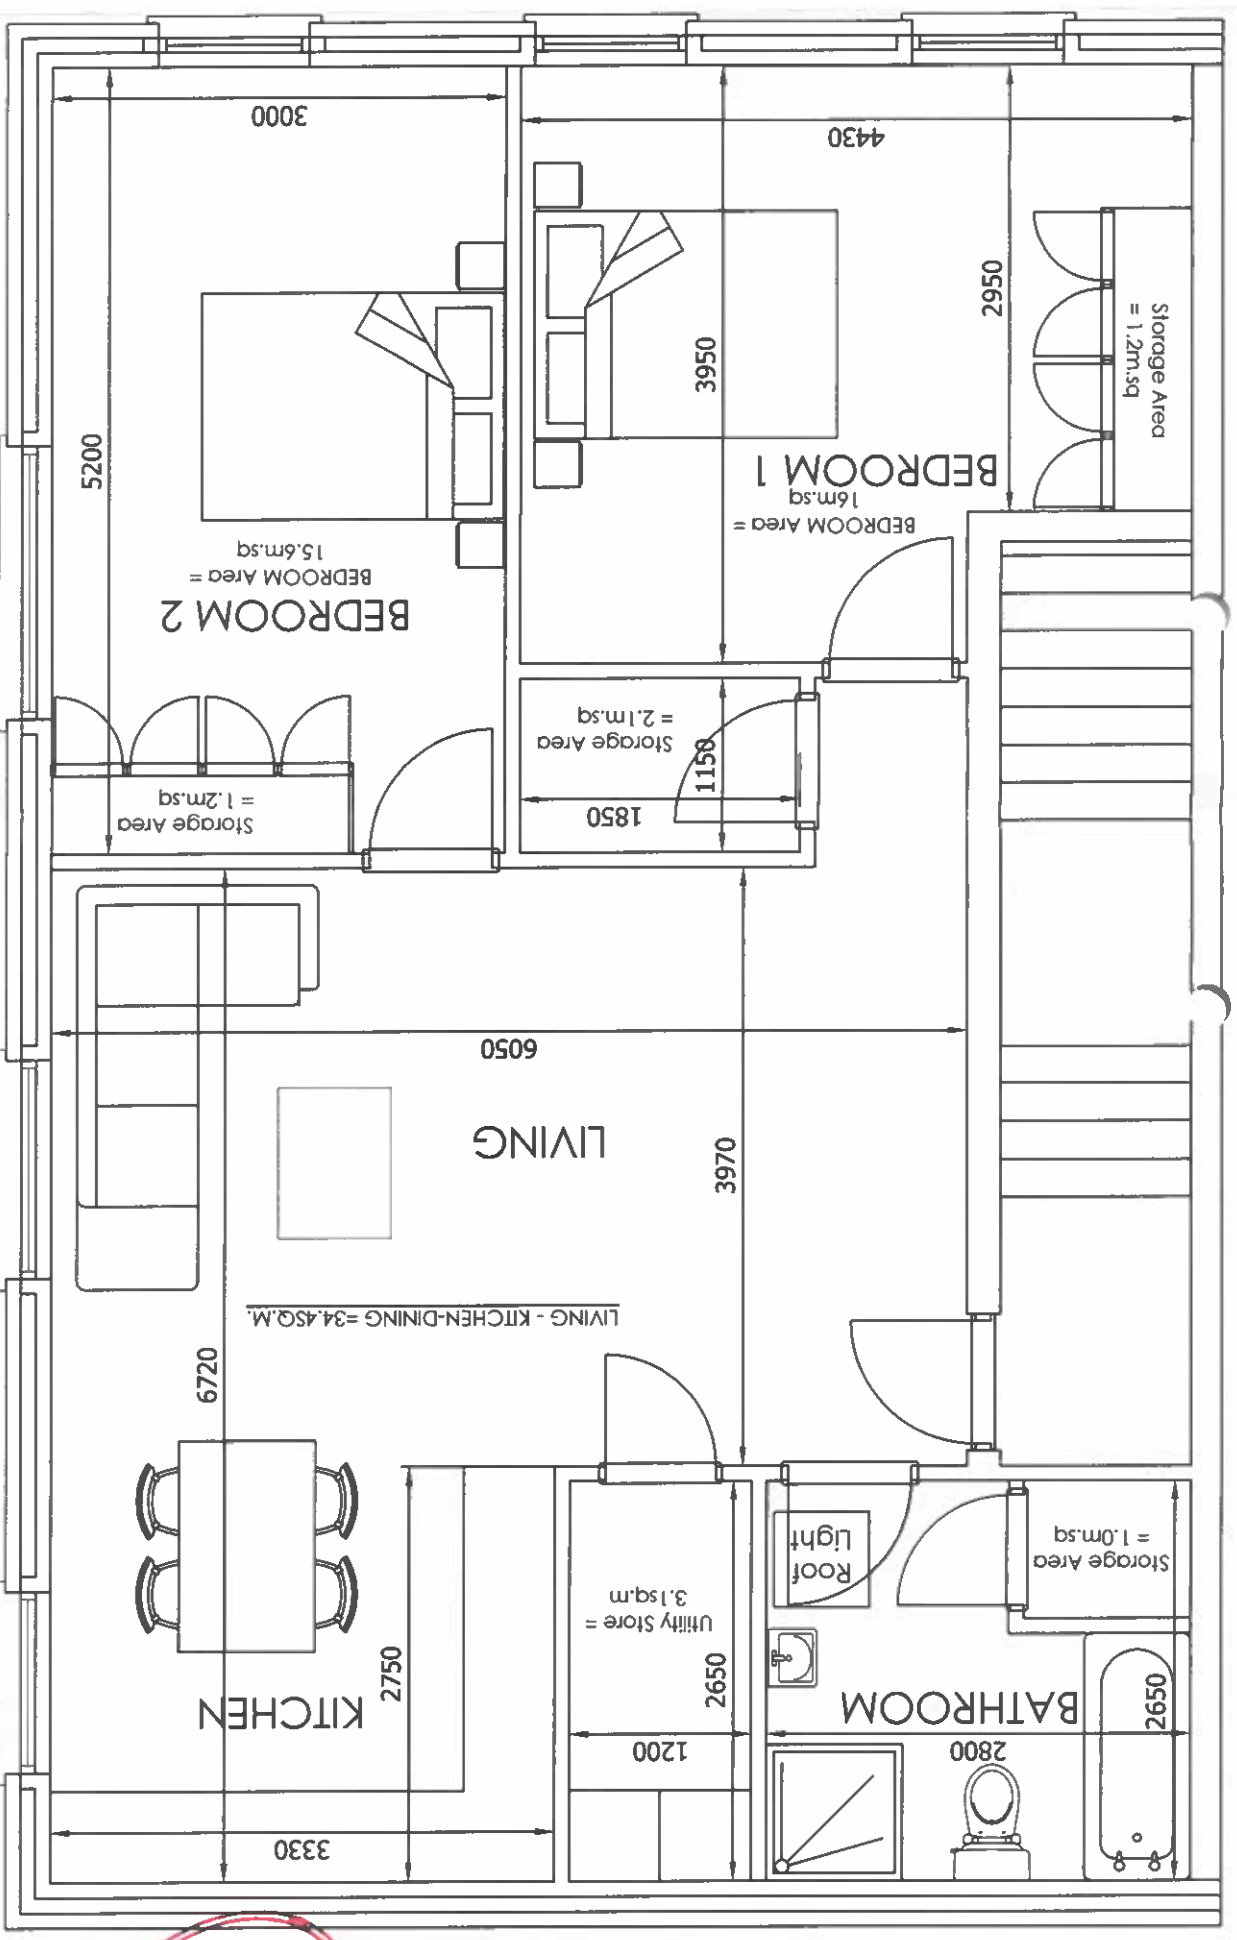 3330
2800
1200
BATHROOM
2650
2650
KITCHEN
2750
Utility Store =
3.1sq.m
Roof
Light
Storage Area
= 1.0m.sq
6720
LIVING - KITCHEN-DINING =34.4SQ.M.
3970
LIVING
6050
Storage Area
= 1.2m.sq
1850
1150
Storage Area
= 2.1m.sq
BEDROOM 2
BEDROOM Area =
15.6m.sq
BEDROOM Area =
16m.sq
BEDROOM 1
5200
Storage Area
= 1.2m.sq
3950
2950
4430
3000